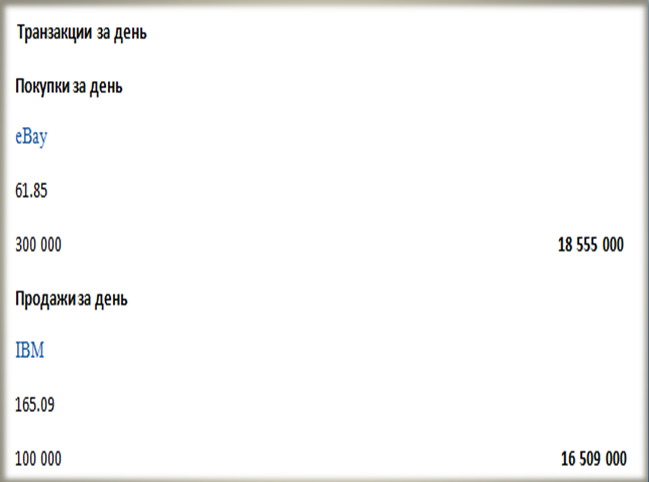 Транзакции за день
Покупки за день
eBay
61.85
300 000 18 555 000
Продажи за день
IBM
165.09
100 000 16 509 000